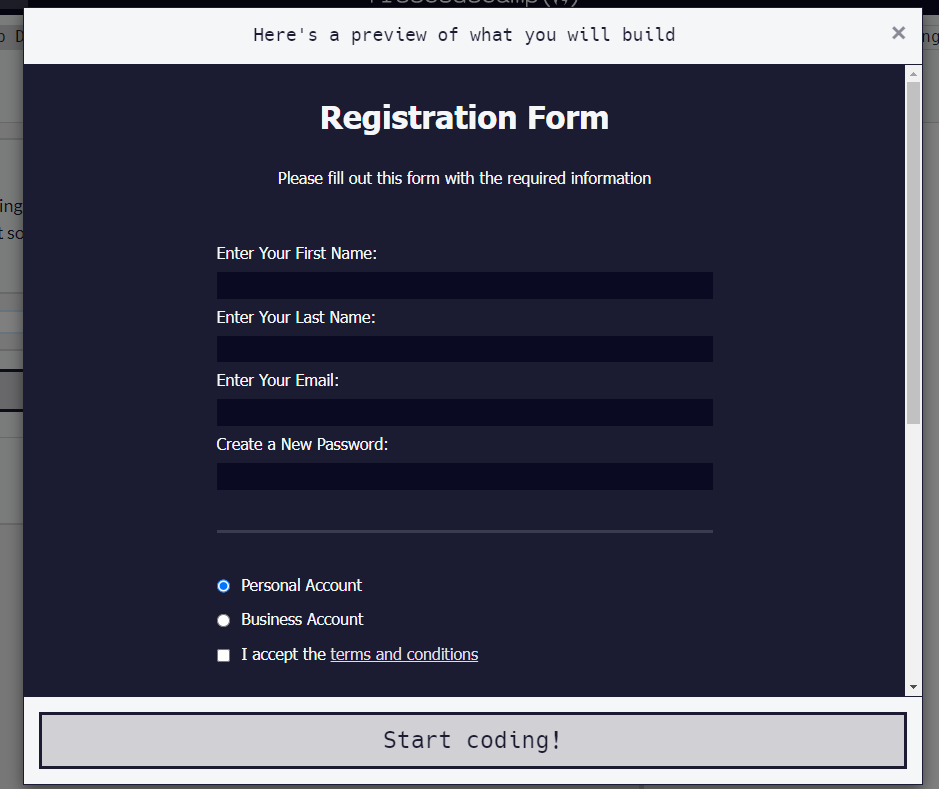 Here's a preview of what you will build
×
Registration Form
Please fill out this form with the required information
Enter Your First Name:
Enter Your Last Name:
Enter Your Email:
Create a New Password:
Personal Account
Business Account
I accept the terms and conditions
Start coding!